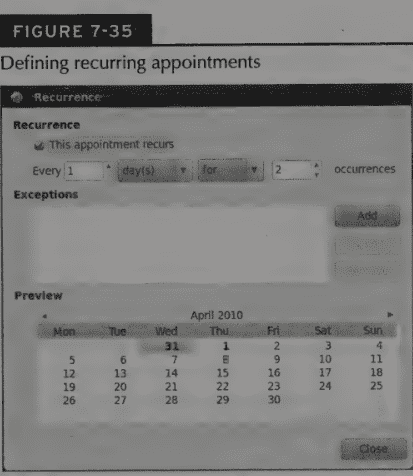 FIGURE 7-35
Defining recurring appointments
Recurrence
Recurrence
This appointment recurs
Every 1 day(s) for 2 occurrences
Exceptions
Add
Preview
April 2010
Mon Tue Wed Thu Fri Sat Sun
31 1 2 3 4
5 6 7 8 9 10 11
12 13 14 15 16 17 18
19 20 21 22 23 24 25
26 27 28 29 30
Close